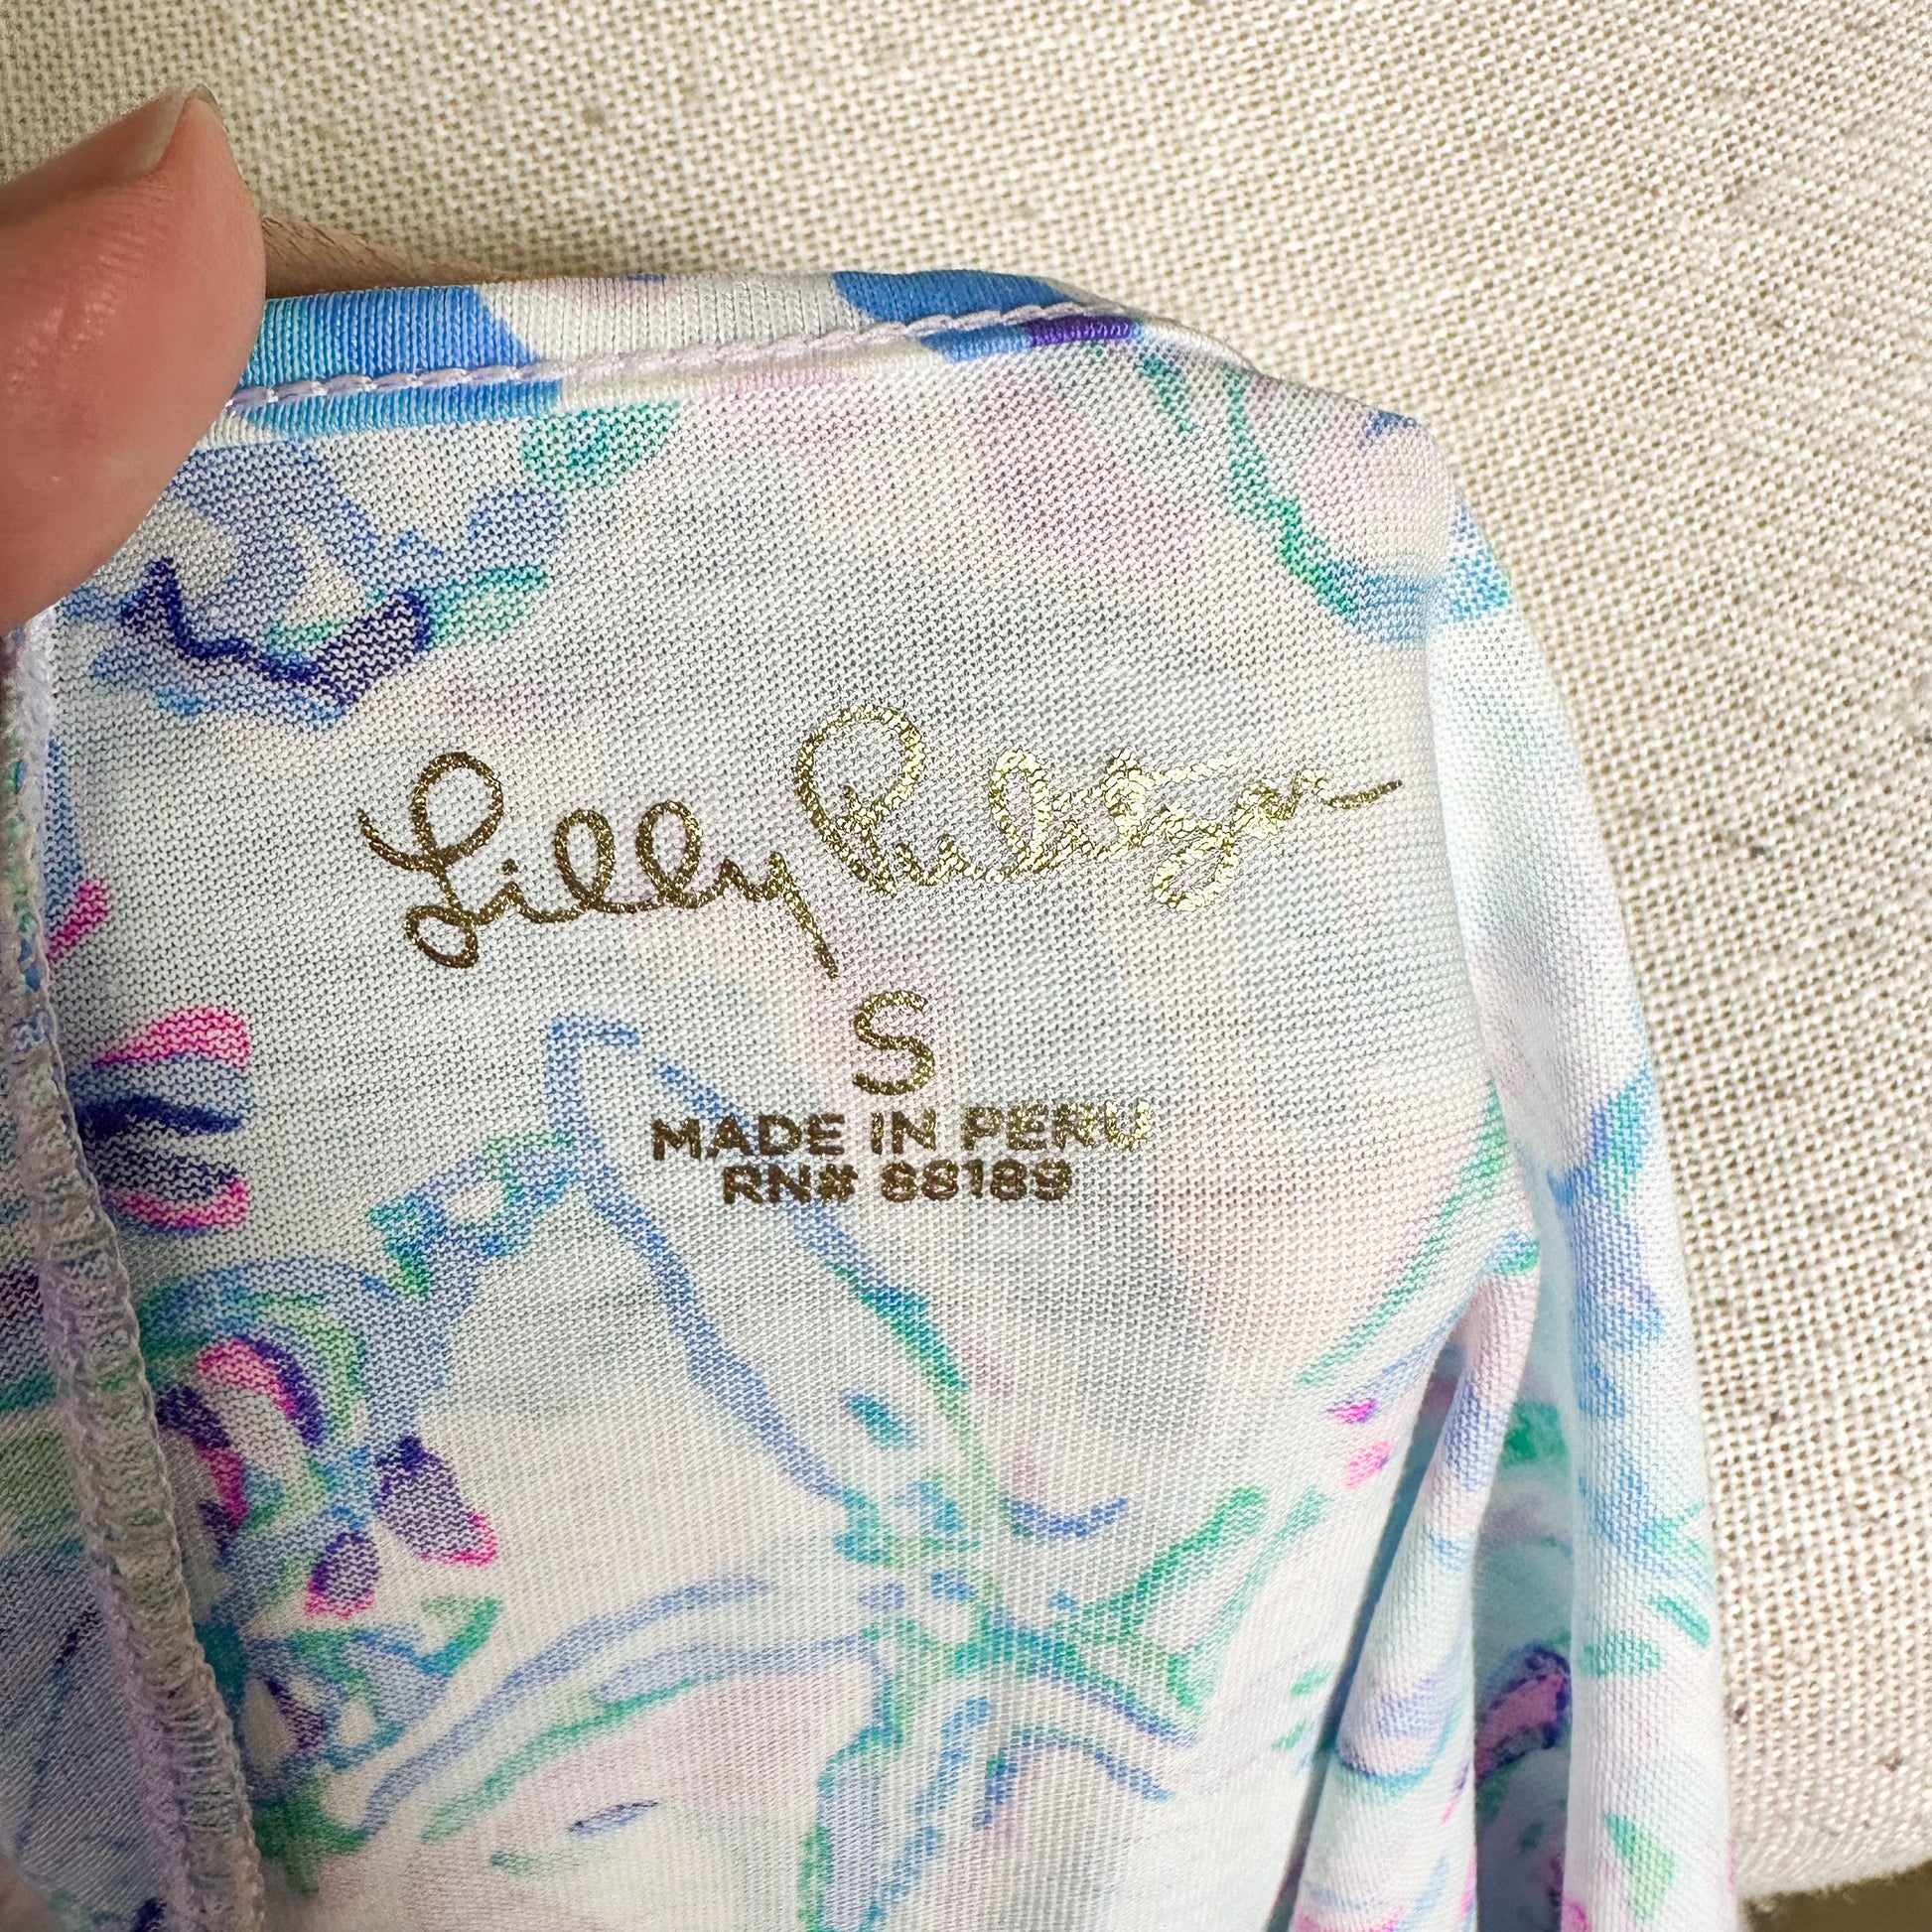 Lilly Pulitzer
S
MADE IN PERU
RN# 88189